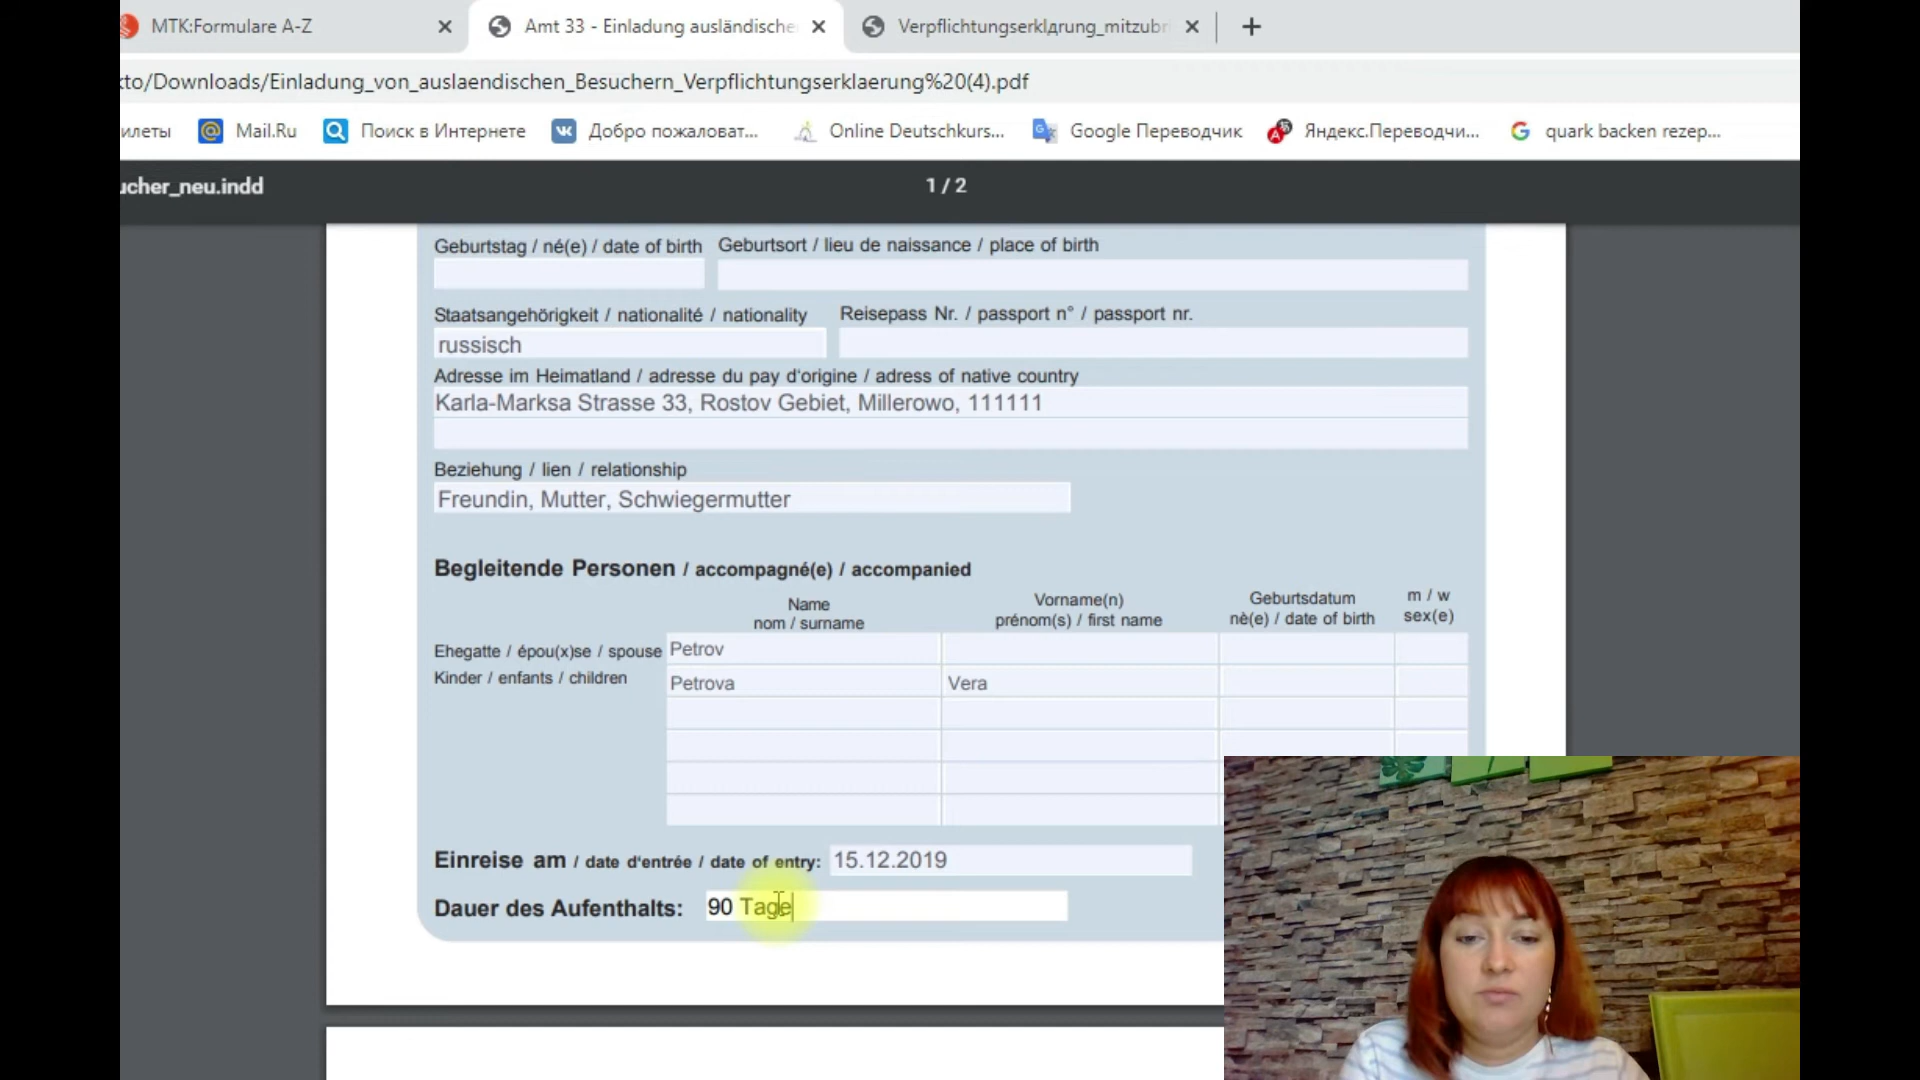 MTK:Formulare A-Z
Amt 33 - Einladung ausländische
Verpflichtungserklдrung_mitzubr
kto/Downloads/Einladung_von_auslaendischen_Besuchern_Verpflichtungserklaerung%20(4).pdf
илеты Mail.Ru Поиск в Интернете Добро пожаловат... Online Deutschkurs... Google Переводчик Яндекс.Переводчи... quark backen rezep...
ucher_neu.indd 1 / 2
Geburtstag / né(e) / date of birth Geburtsort / lieu de naissance / place of birth
Staatsangehörigkeit / nationalité / nationality Reisepass Nr. / passport n° / passport nr.
russisch
Adresse im Heimatland / adresse du pay d'origine / adress of native country
Karla-Marksa Strasse 33, Rostov Gebiet, Millerowo, 111111
Beziehung / lien / relationship
Freundin, Mutter, Schwiegermutter
Begleitende Personen / accompagné(e) / accompanied
Name Vorname(n) Geburtsdatum m / w
nom / surname prénom(s) / first name nè(e) / date of birth sex(e)
Ehegatte / épou(x)se / spouse Petrov
Kinder / enfants / children Petrova Vera
Einreise am / date d'entrée / date of entry: 15.12.2019
Dauer des Aufenthalts: 90 Tage